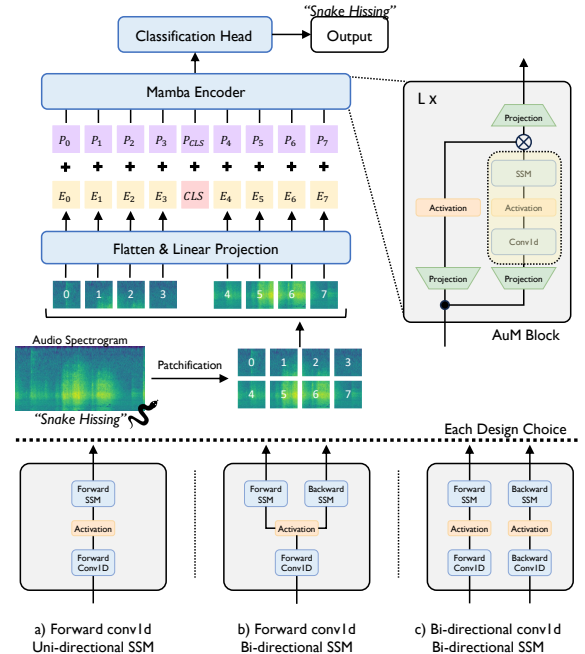 “Snake Hissing”
Classification Head
Output
Mamba Encoder
P0 P1 P2 P3 PCLS P4 P5 P6 P7
+ + + + + + + + +
E0 E1 E2 E3 CLS E4 E5 E6 E7
Flatten & Linear Projection
0 1 2 3 4 5 6 7
Audio Spectrogram
Patchification
0 1 2 3
4 5 6 7
“Snake Hissing”
L x
Projection
SSM
Activation
Activation
Conv1d
Projection
Projection
AuM Block
Each Design Choice
Forward
SSM
Activation
Forward
Conv1D
a) Forward conv1d
Uni-directional SSM
Forward
SSM
Backward
SSM
Activation
Forward
Conv1D
b) Forward conv1d
Bi-directional SSM
Forward
SSM
Backward
SSM
Activation
Activation
Forward
Conv1D
Backward
Conv1D
c) Bi-directional conv1d
Bi-directional SSM